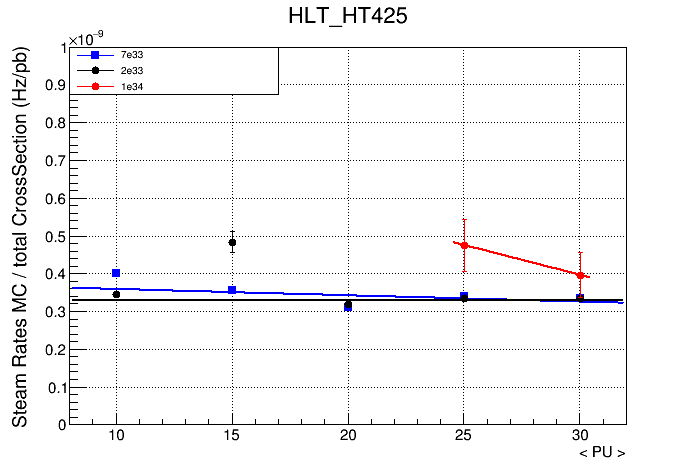 HLT_HT425
×10⁻⁹
Steam Rates MC / total CrossSection (Hz/pb)
7e33
2e33
1e34
1
0.9
0.8
0.7
0.6
0.5
0.4
0.3
0.2
0.1
0
10 15 20 25 30
< PU >